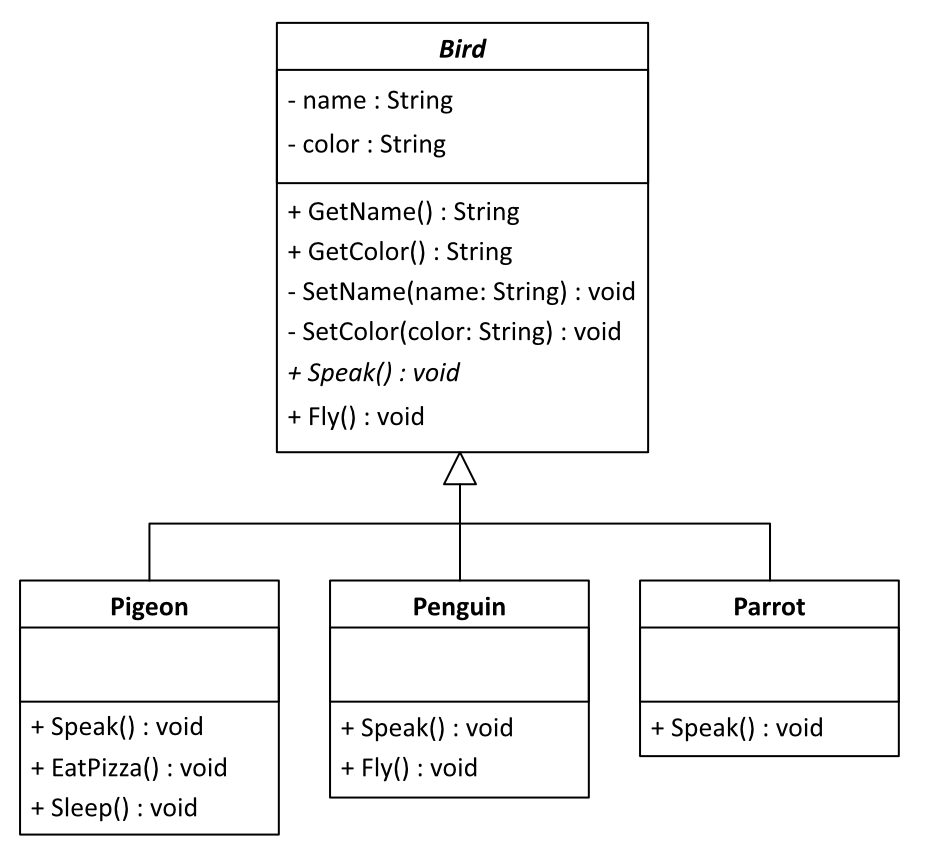 Bird
- name : String
- color : String
+ GetName() : String
+ GetColor() : String
- SetName(name: String) : void
- SetColor(color: String) : void
+ Speak() : void
+ Fly() : void
Pigeon
+ Speak() : void
+ EatPizza() : void
+ Sleep() : void
Penguin
+ Speak() : void
+ Fly() : void
Parrot
+ Speak() : void